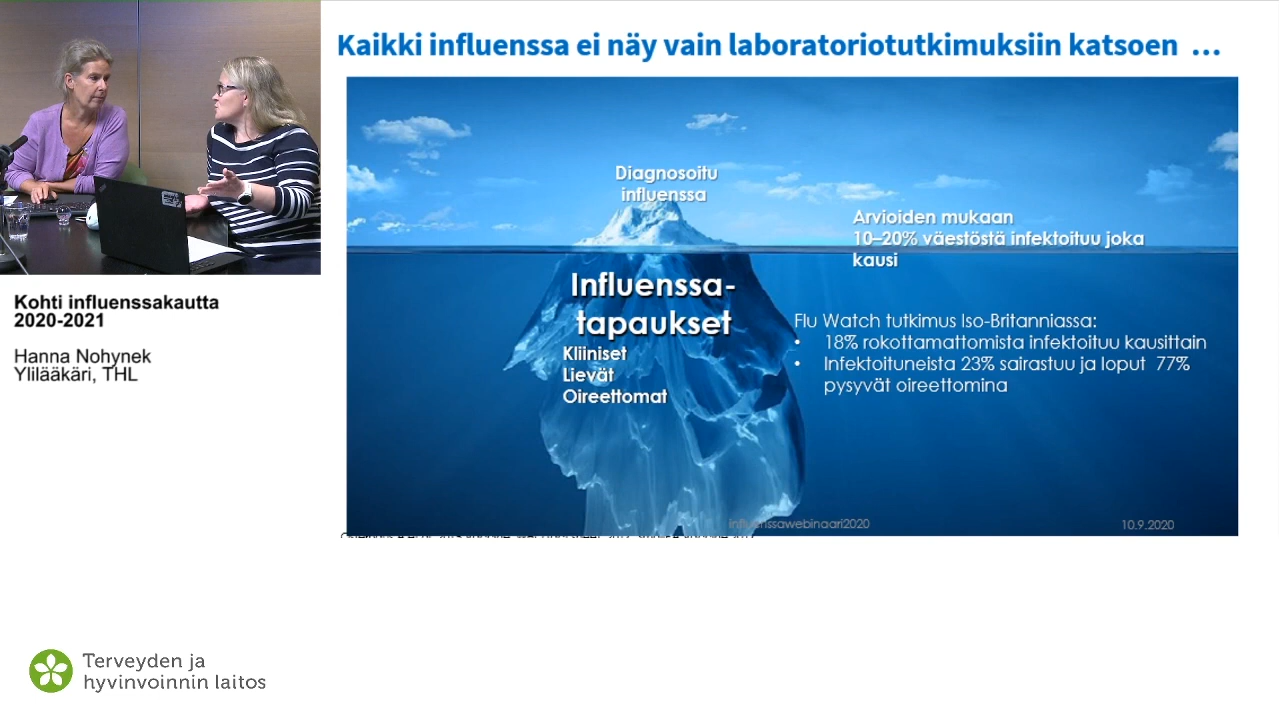 Kaikki influenssa ei näy vain laboratoriotutkimuksiin katsoen ...
Diagnosoitu
influenssa
Arvioiden mukaan
10–20% väestöstä infektoituu joka
kausi
Influenssa-
tapaukset
Kliiniset
Lievät
Oireettomat
Flu Watch tutkimus Iso-Britanniassa:
• 18% rokottamattomista infektoituu kausittain
• Infektoituneista 23% sairastuu ja loput 77%
pysyvät oireettomina
influenssawebinaari2020
10.9.2020
Kohti influenssakautta
2020-2021
Hanna Nohynek
Ylilääkäri, THL
Terveyden ja
hyvinvoinnin laitos